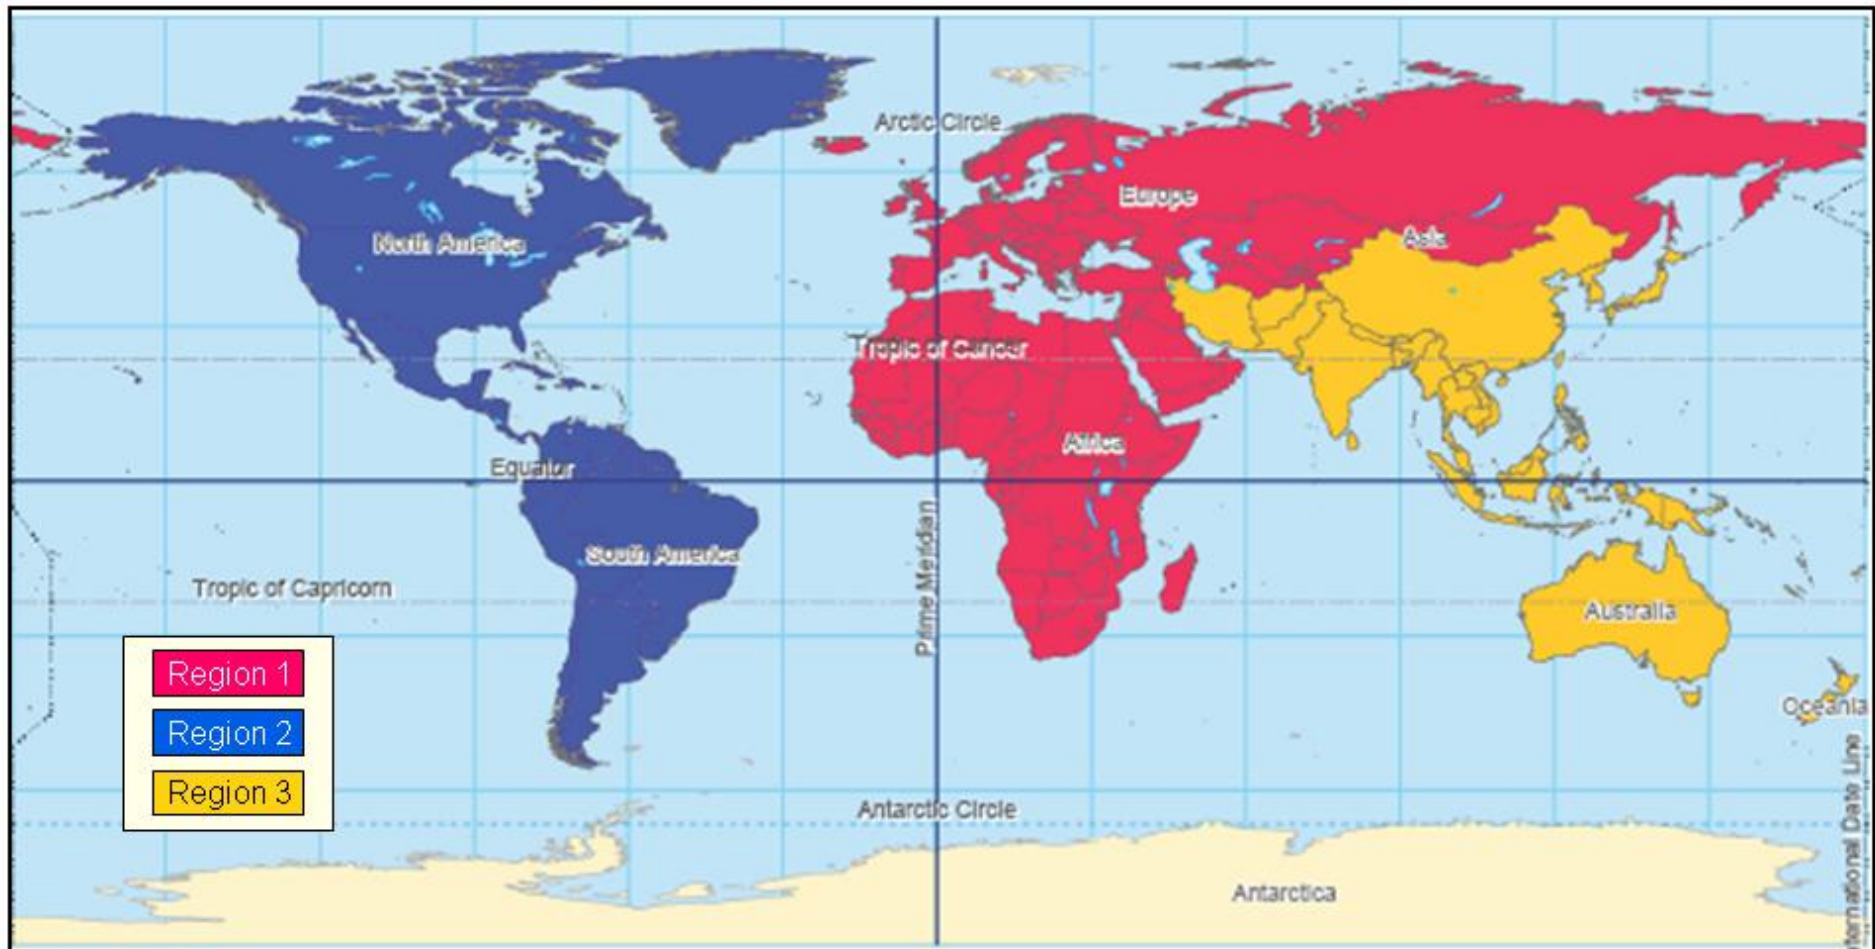 Arctic Circle
Europe
Asia
North America
Tropic of Cancer
Africa
Equator
Prime Meridian
South America
Tropic of Capricorn
Australia
Oceania
Region 1
Region 2
Region 3
Antarctic Circle
Antarctica
International Date Line